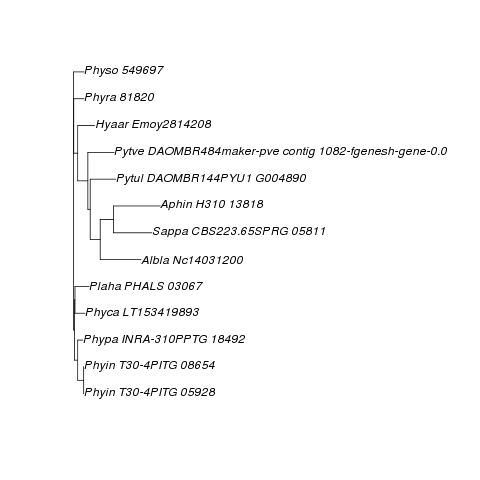 Physo 549697
Phyra 81820
Hyaar Emoy2814208
Pytve DAOMBR484maker-pve contig 1082-fgenesh-gene-0.0
Pytul DAOMBR144PYU1 G004890
Aphin H310 13818
Sappa CBS223.65SPRG 05811
Albla Nc14031200
Plaha PHALS 03067
Phyca LT153419893
Phypa INRA-310PPTG 18492
Phyin T30-4PITG 08654
Phyin T30-4PITG 05928